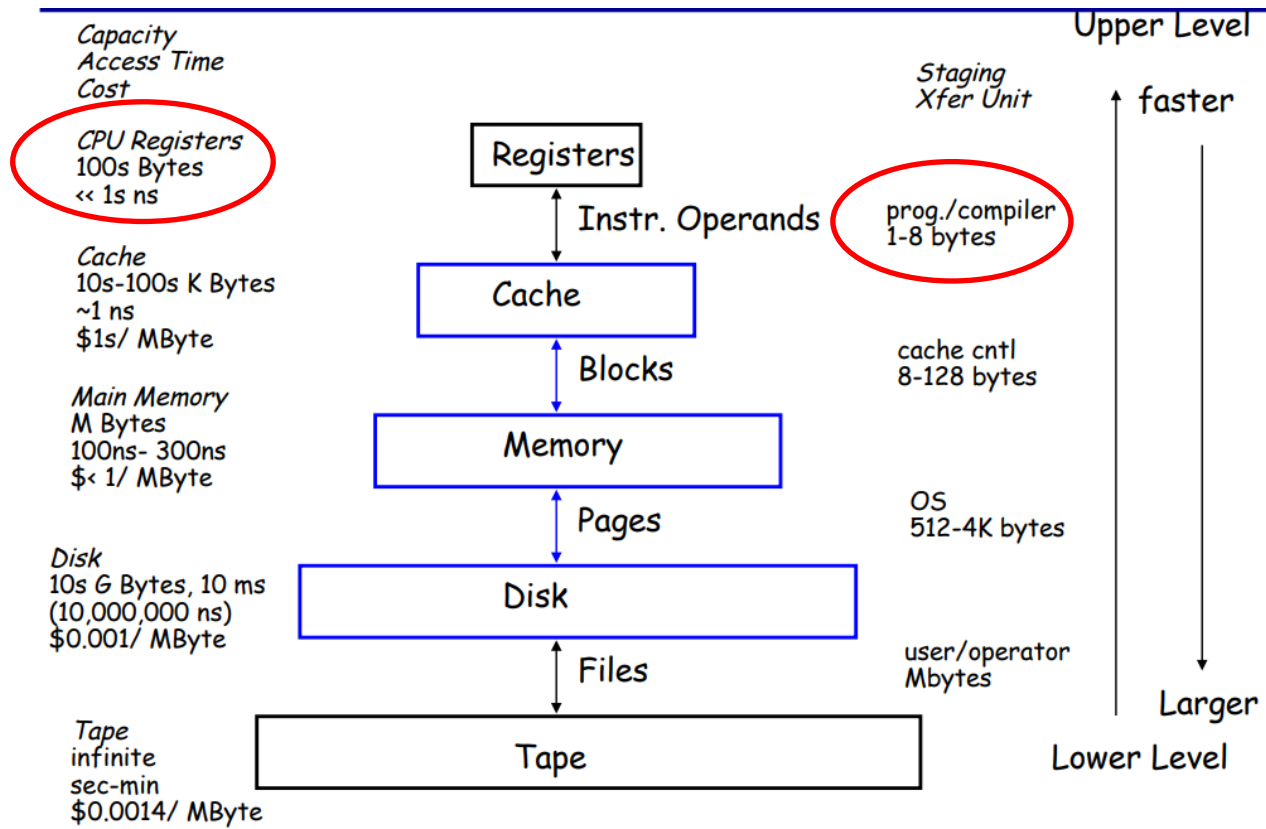 Capacity
Access Time
Cost
CPU Registers
100s Bytes
<< 1s ns
Cache
10s-100s K Bytes
~1 ns
$1s/ MByte
Main Memory
M Bytes
100ns- 300ns
$< 1/ MByte
Disk
10s G Bytes, 10 ms
(10,000,000 ns)
$0.001/ MByte
Tape
infinite
sec-min
$0.0014/ MByte
Registers
Instr. Operands
Cache
Blocks
Memory
Pages
Disk
Files
Tape
Staging
Xfer Unit
prog./compiler
1-8 bytes
cache cntl
8-128 bytes
OS
512-4K bytes
user/operator
Mbytes
Upper Level
faster
Larger
Lower Level